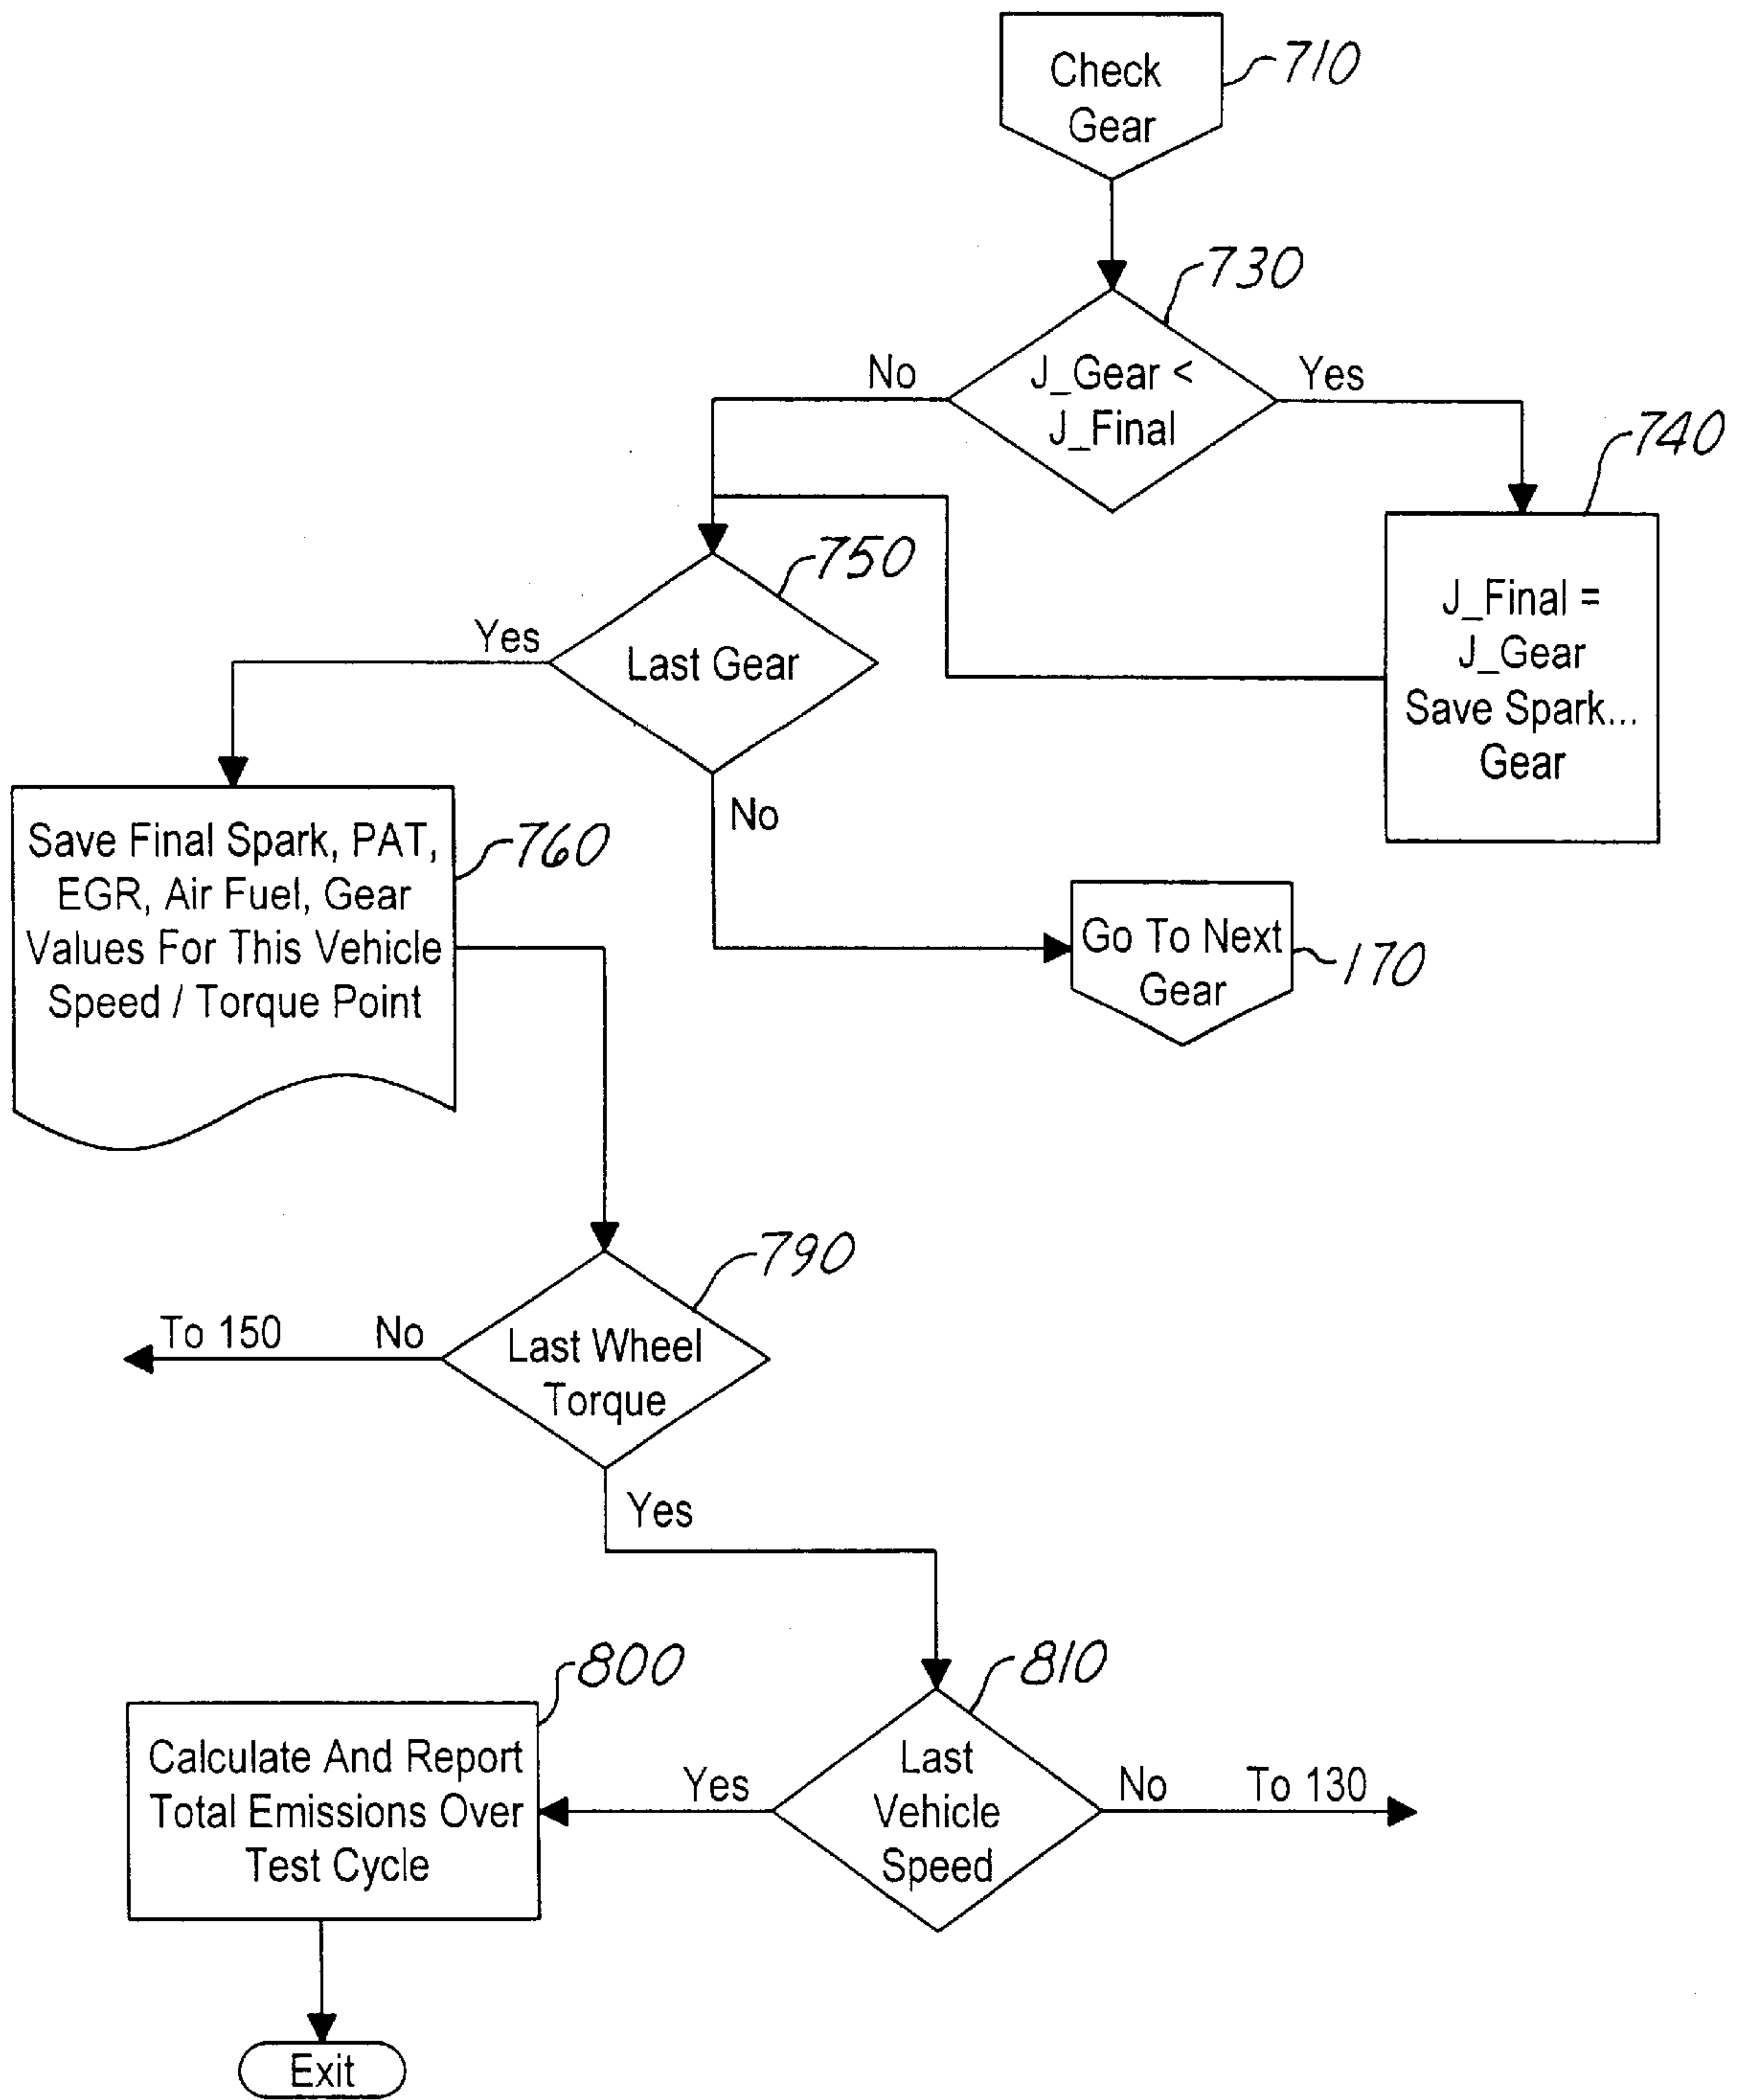 Check
Gear
710
730
J_Gear <
J_Final
No
Yes
740
J_Final =
J_Gear
Save Spark...
Gear
750
Last Gear
Yes
No
Save Final Spark, PAT,
EGR, Air Fuel, Gear
Values For This Vehicle
Speed / Torque Point
760
Go To Next
Gear
170
790
Last Wheel
Torque
To 150
No
Yes
800
810
Calculate And Report
Total Emissions Over
Test Cycle
Yes
Last
Vehicle
Speed
No
To 130
Exit